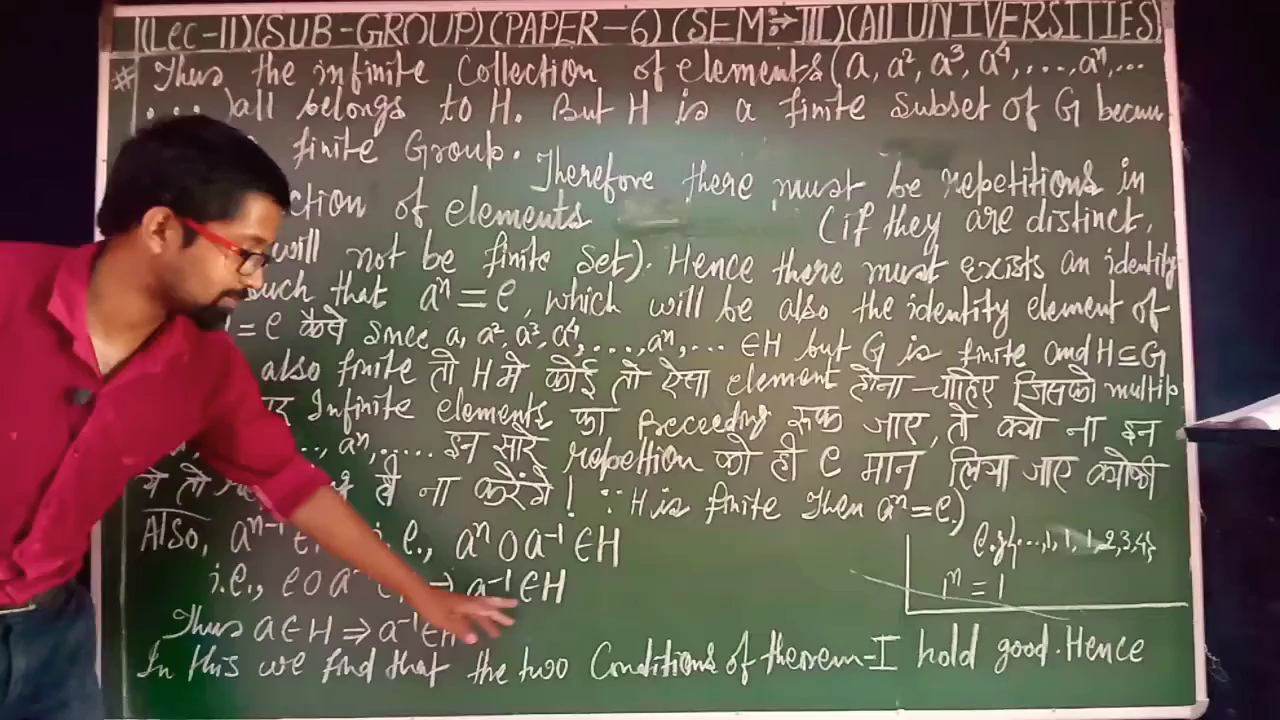 (Lec-11)(SUB-GROUP)(PAPER-6)(SEM:→III)(All UNIVERSITIES)
# Thus the infinite Collection of elements (a, a², a³, a⁴, ...., aⁿ, ...
....) all belongs to H. But H is a finite subset of G becau
finite Group. Therefore there must be repetitions in
ction of elements (if they are distinct,
will not be finite set). Hence there must exists an identity
such that aⁿ = e, which will be also the identity element of
= e कैसे since a, a², a³, a⁴, ...., aⁿ, ... ∈H but G is finite and H⊆G
also finite तो H मे कोई तो ऐसा element होना चाहिए जिसको multip
Infinite elements का Preceeding रूक जाए, तो क्यो ना इन
.., aⁿ, .... इन सारे repetition को ही e मान लिया जाए क्योकी
ये तो ही ना करेंगे! ∵ H is finite then aⁿ=e.)
Also, aⁿ⁻¹ ∈ i.e., aⁿ o a⁻¹ ∈H
e.g{...,1, 1, 1, 2, 3, 4}
i.e., e o a⁻ ⇒ a⁻¹ ∈H
1ⁿ = 1
Thus a∈H ⇒ a⁻¹∈H
In this we find that the two Conditions of theorem-I hold good. Hence